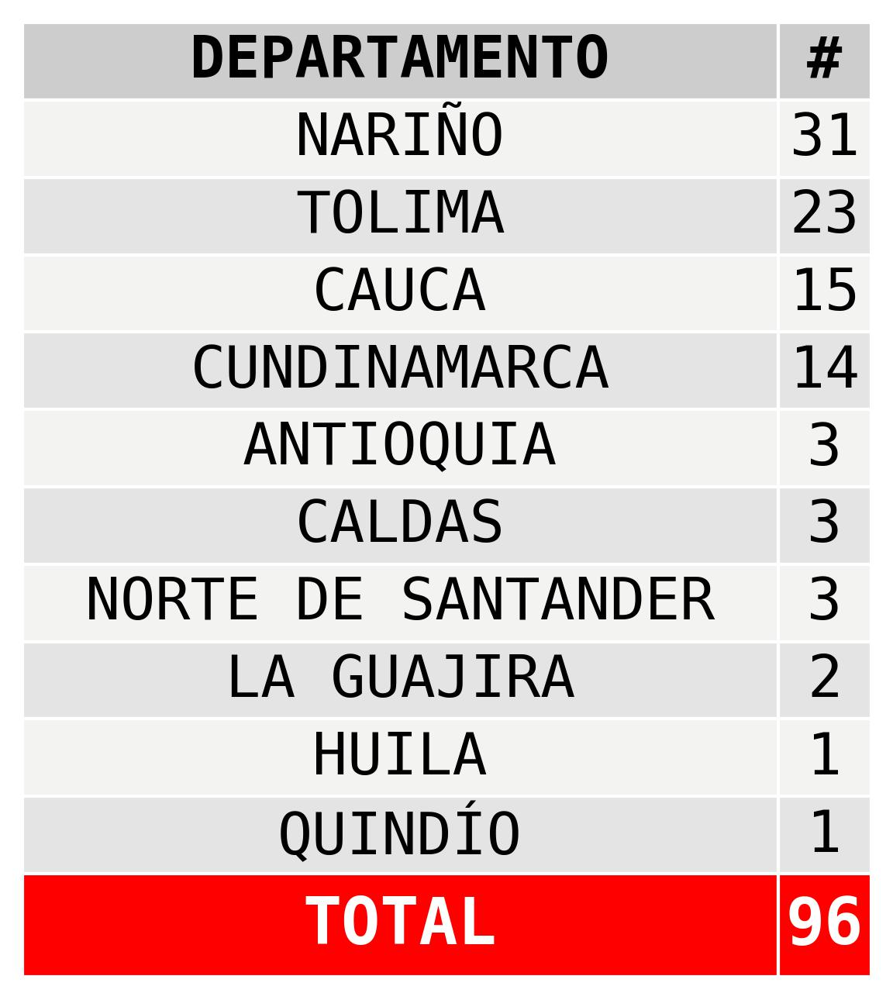 DEPARTAMENTO #
NARIÑO 31
TOLIMA 23
CAUCA 15
CUNDINAMARCA 14
ANTIOQUIA 3
CALDAS 3
NORTE DE SANTANDER 3
LA GUAJIRA 2
HUILA 1
QUINDÍO 1
TOTAL 96